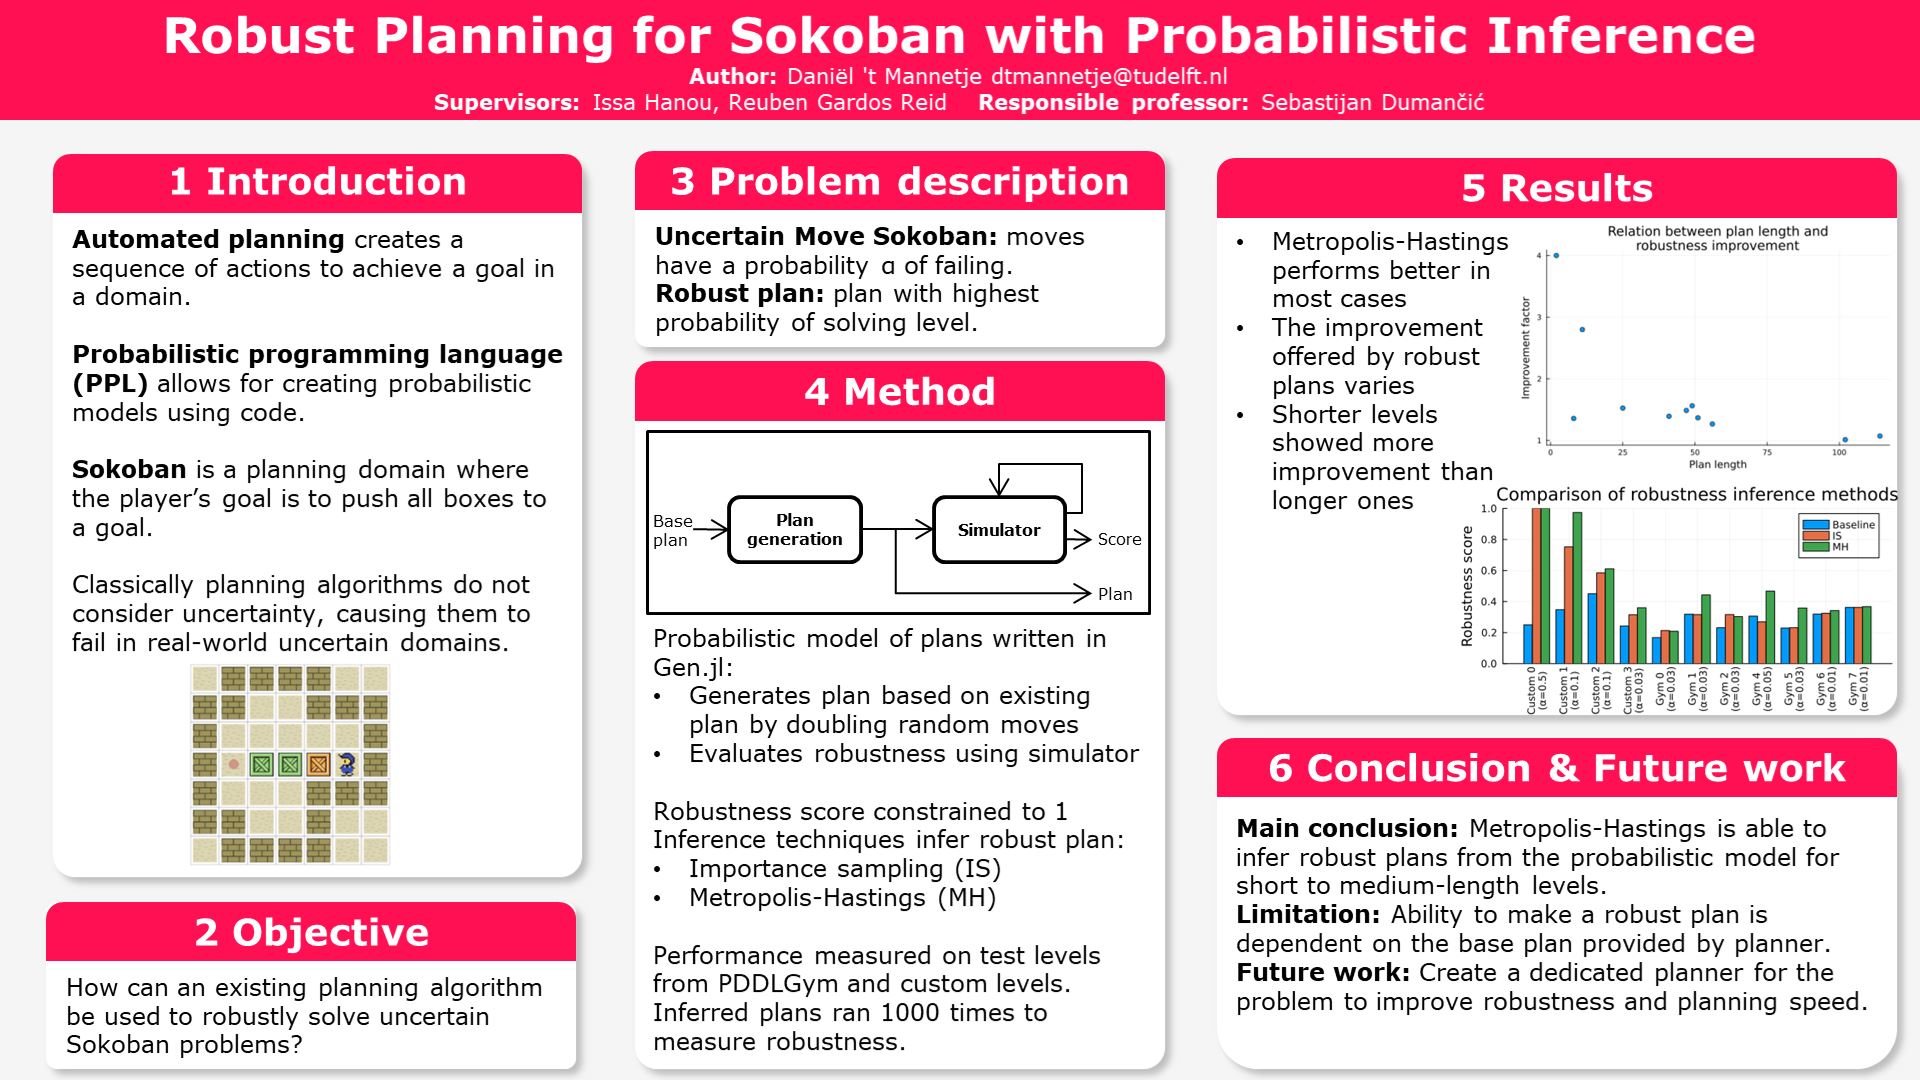 Robust Planning for Sokoban with Probabilistic Inference
Author: Daniël 't Mannetje dtmannetje@tudelft.nl
Supervisors: Issa Hanou, Reuben Gardos Reid Responsible professor: Sebastijan Dumančić
1 Introduction
Automated planning creates a
sequence of actions to achieve a goal in
a domain.
Probabilistic programming language
(PPL) allows for creating probabilistic
models using code.
Sokoban is a planning domain where
the player’s goal is to push all boxes to
a goal.
Classically planning algorithms do not
consider uncertainty, causing them to
fail in real-world uncertain domains.
2 Objective
How can an existing planning algorithm
be used to robustly solve uncertain
Sokoban problems?
3 Problem description
Uncertain Move Sokoban: moves
have a probability α of failing.
Robust plan: plan with highest
probability of solving level.
4 Method
Base
plan
Plan
generation
Simulator
Score
Plan
Probabilistic model of plans written in
Gen.jl:
• Generates plan based on existing
plan by doubling random moves
• Evaluates robustness using simulator
Robustness score constrained to 1
Inference techniques infer robust plan:
• Importance sampling (IS)
• Metropolis-Hastings (MH)
Performance measured on test levels
from PDDLGym and custom levels.
Inferred plans ran 1000 times to
measure robustness.
5 Results
• Metropolis-Hastings
performs better in
most cases
• The improvement
offered by robust
plans varies
• Shorter levels
showed more
improvement than
longer ones
Relation between plan length and
robustness improvement
Improvement factor
4
3
2
1
0 25 50 75 100
Plan length
Comparison of robustness inference methods
Robustness score
1.0
0.8
0.6
0.4
0.2
0.0
Baseline
IS
MH
Custom 0
(α=0.5)
Custom 1
(α=0.1)
Custom 2
(α=0.1)
Custom 3
(α=0.03)
Gym 0
(α=0.03)
Gym 1
(α=0.03)
Gym 2
(α=0.03)
Gym 4
(α=0.05)
Gym 5
(α=0.03)
Gym 6
(α=0.01)
Gym 7
(α=0.01)
6 Conclusion & Future work
Main conclusion: Metropolis-Hastings is able to
infer robust plans from the probabilistic model for
short to medium-length levels.
Limitation: Ability to make a robust plan is
dependent on the base plan provided by planner.
Future work: Create a dedicated planner for the
problem to improve robustness and planning speed.